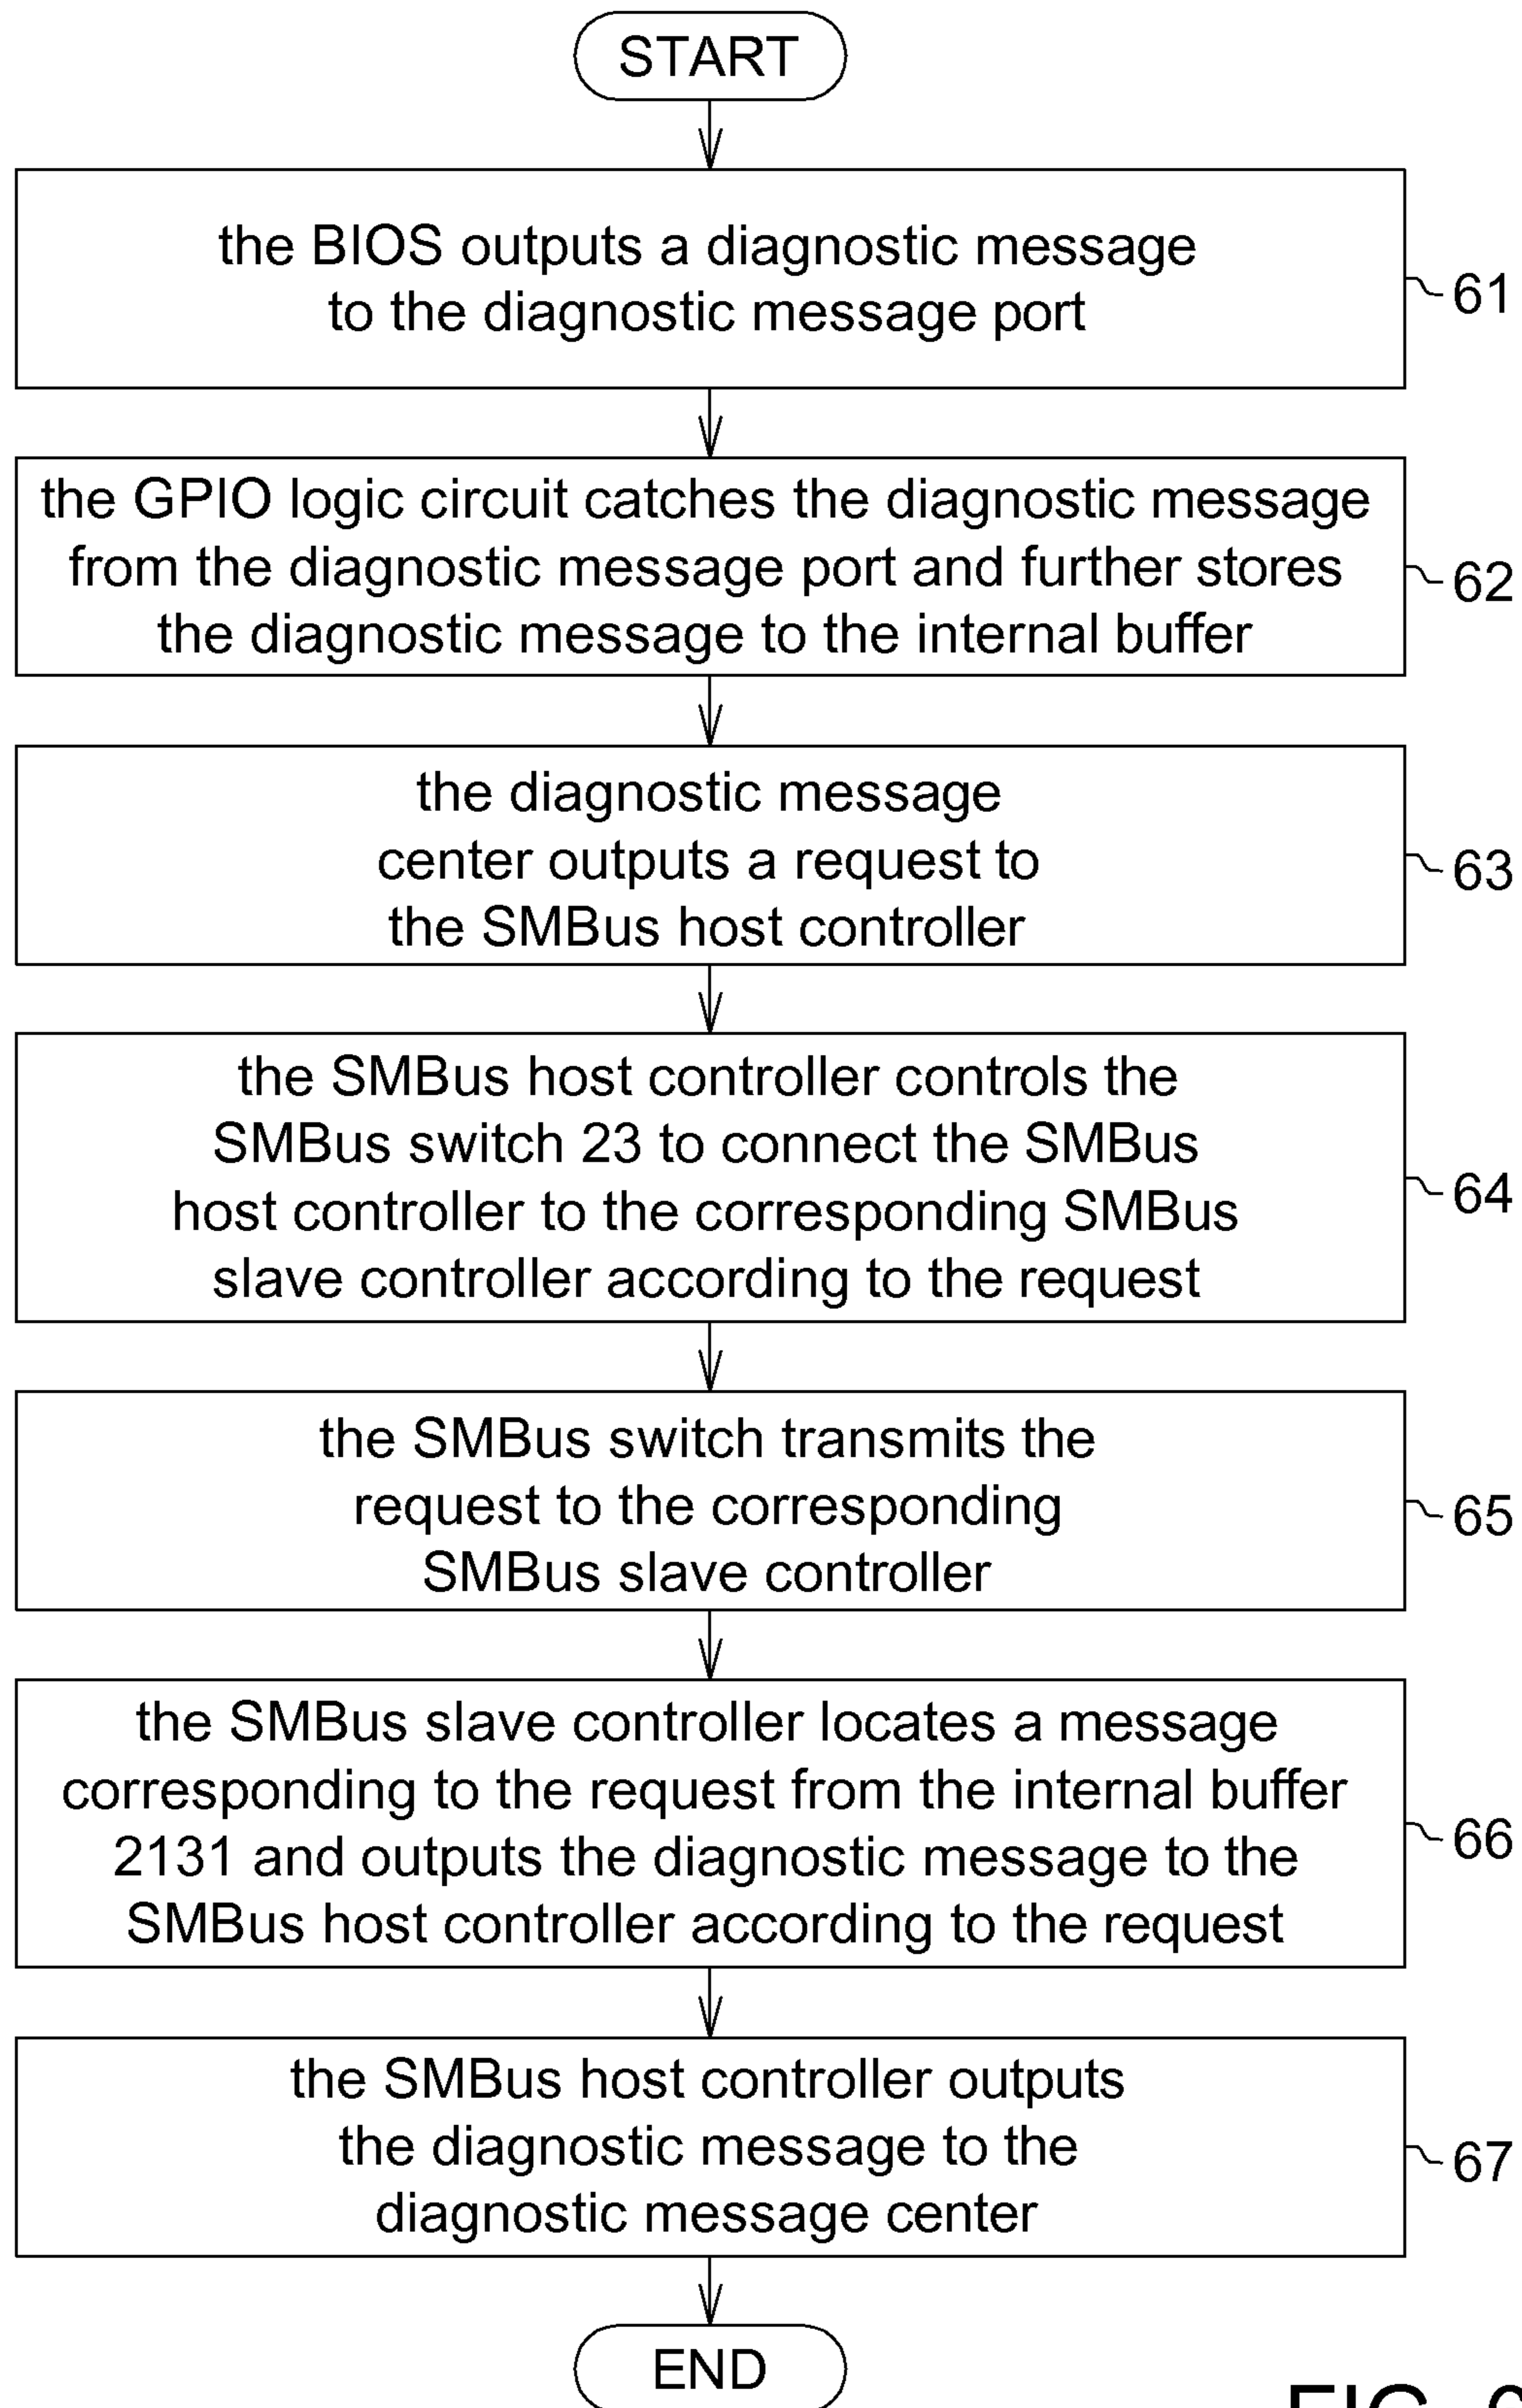 START
the BIOS outputs a diagnostic message
to the diagnostic message port
61
the GPIO logic circuit catches the diagnostic message
from the diagnostic message port and further stores
the diagnostic message to the internal buffer
62
the diagnostic message
center outputs a request to
the SMBus host controller
63
the SMBus host controller controls the
SMBus switch 23 to connect the SMBus
host controller to the corresponding SMBus
slave controller according to the request
64
the SMBus switch transmits the
request to the corresponding
SMBus slave controller
65
the SMBus slave controller locates a message
corresponding to the request from the internal buffer
2131 and outputs the diagnostic message to the
SMBus host controller according to the request
66
the SMBus host controller outputs
the diagnostic message to the
diagnostic message center
67
END
FIG.